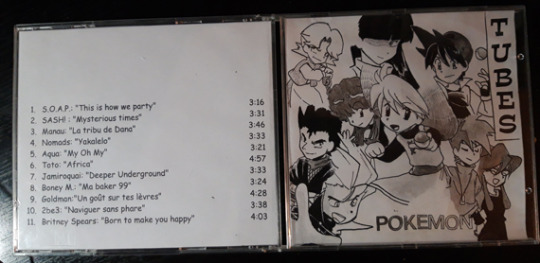 1. S.O.A.P.: "This is how we party" 3:16
2. SASH! : "Mysterious times" 3:31
3. Manau: "La tribu de Dana" 3:46
4. Nomads: "Yakalelo" 3:33
5. Aqua: "My Oh My" 3:21
6. Toto: "Africa" 4:57
7. Jamiroquai: "Deeper Underground" 3:33
8. Boney M.: "Ma baker 99" 3:24
9. Goldman:"Un goût sur tes lèvres" 4:28
10. 2be3: "Naviguer sans phare" 3:38
11. Britney Spears: "Born to make you happy" 4:03
TUBES
POKEMON